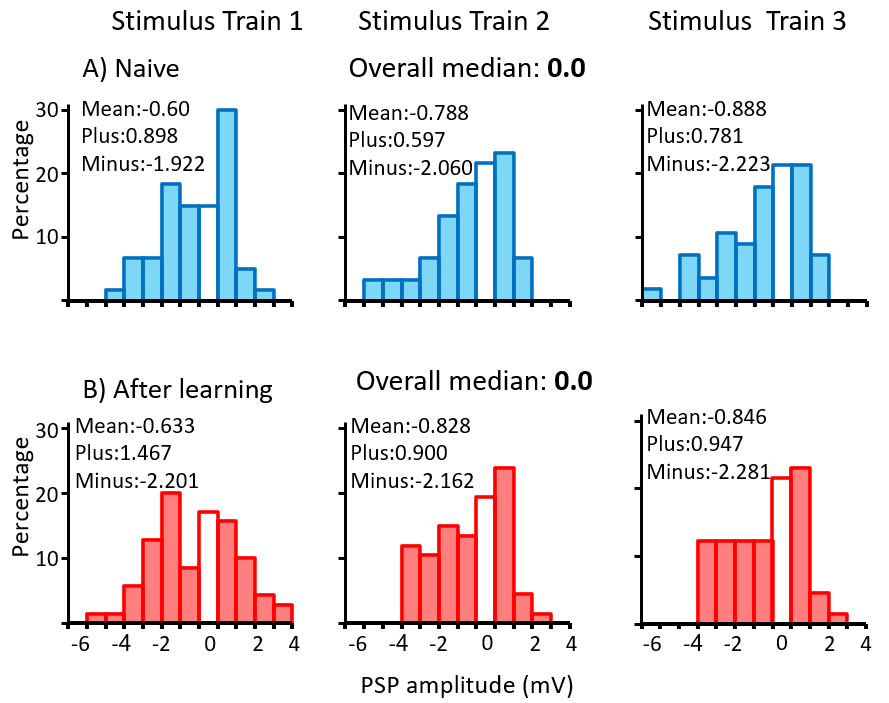 Stimulus Train 1 Stimulus Train 2 Stimulus Train 3
A) Naive Overall median: 0.0
Mean:-0.60
Plus:0.898
Minus:-1.922
Mean:-0.788
Plus:0.597
Minus:-2.060
Mean:-0.888
Plus:0.781
Minus:-2.223
Percentage
30
20
10
B) After learning Overall median: 0.0
Mean:-0.633
Plus:1.467
Minus:-2.201
Mean:-0.828
Plus:0.900
Minus:-2.162
Mean:-0.846
Plus:0.947
Minus:-2.281
Percentage
30
20
10
-6 -4 -2 0 2 4
-6 -4 -2 0 2 4
-6 -4 -2 0 2 4
PSP amplitude (mV)